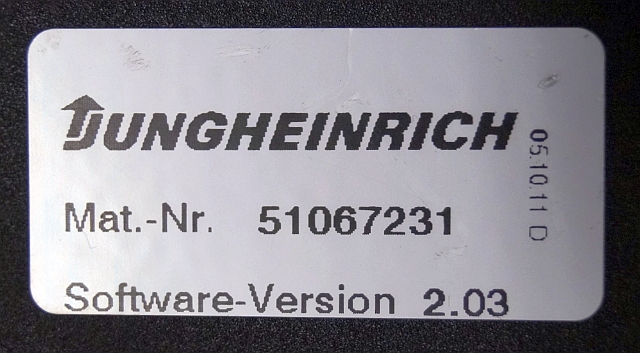 JUNGHEINRICH
Mat.-Nr. 51067231
Software-Version 2.03
05.10.11 D